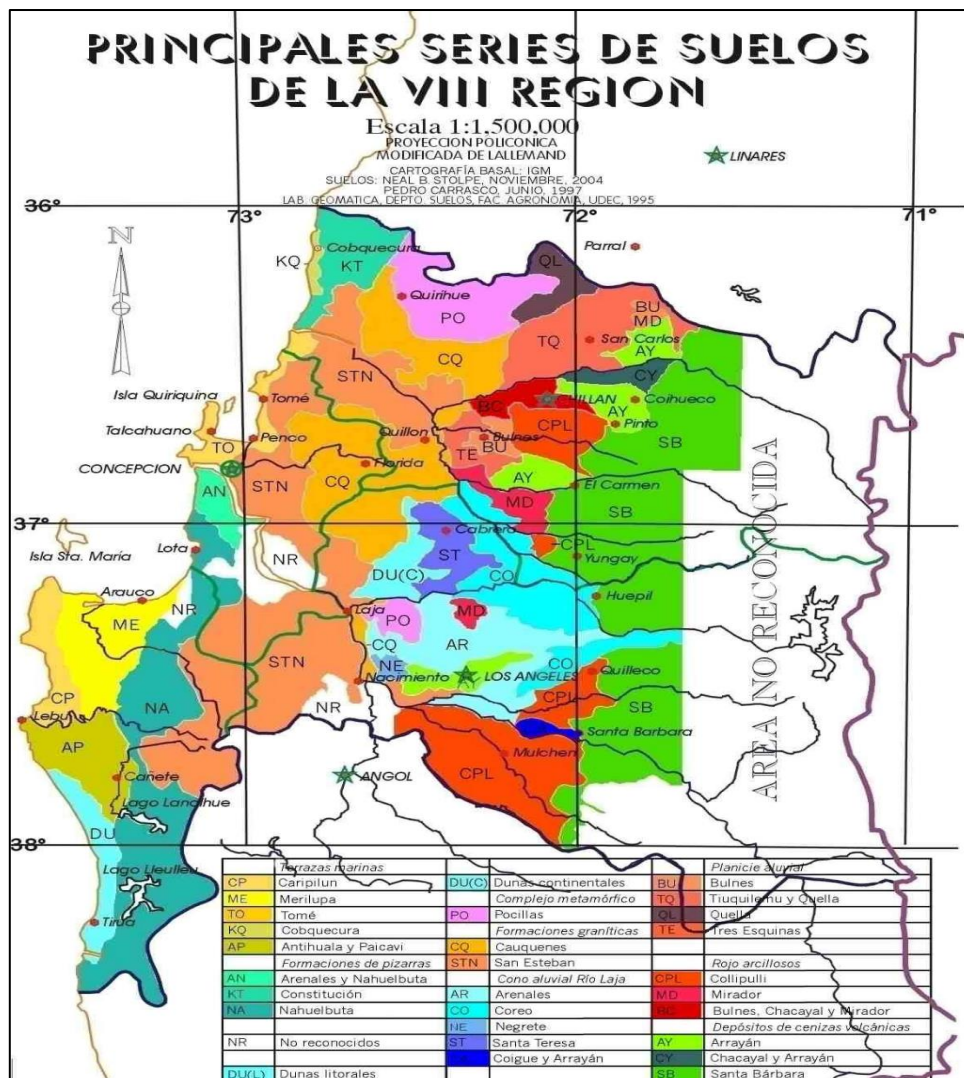 PRINCIPALES SERIES DE SUELOS
DE LA VIII REGION
Escala 1:1,500,000
PROYECCION POLICONICA
MODIFICADA DE LALLEMAND
CARTOGRAFÍA BASAL: IGM
SUELOS: NEAL B. STOLPE, NOVIEMBRE, 2004
PEDRO CARRASCO, JUNIO, 1997
LAB. GEOMATICA, DEPTO. SUELOS, FAC. AGRONOMIA, UDEC, 1995
LINARES
36°
73°
72°
71°
N
KQ
Cobquecura
KT
QL
Parral
Quirihue
PO
BU
MD
TQ
San Carlos
AY
CQ
STN
CY
Isla Quiriquina
Tomé
BC
CHILLAN
Coihueco
AY
Talcahuano
Penco
Quillon
Bulnes
CPL
Pinto
TO
BU
SB
CONCEPCION
Florida
TE
STN
CQ
AY
El Carmen
AN
MD
SB
37°
Cabrero
Isla Sta. María
Lota
NR
ST
CPL
Yungay
DU(C)
CO
Arauco
NR
Huepil
ME
Laja
MD
PO
AR
CQ
STN
CO
NE
Quilleco
Nacimiento
LOS ANGELES
CP
NA
NR
CPL
SB
Lebu
Santa Barbara
AP
Mulchen
CPL
Cañete
ANGOL
Lago Lanalhue
DU
38°
Lago Lleulleu
Tirua
AREA NO RECONOCIDA
Terrazas marinas
CP Caripilun
ME Merilupa
TO Tomé
KQ Cobquecura
AP Antihuala y Paicavi
Formaciones de pizarras
AN Arenales y Nahuelbuta
KT Constitución
NA Nahuelbuta
NR No reconocidos
DU(L) Dunas litorales
DU(C) Dunas continentales
Complejo metamórfico
PO Pocillas
Formaciones graníticas
CQ Cauquenes
STN San Esteban
Cono aluvial Río Laja
AR Arenales
CO Coreo
NE Negrete
ST Santa Teresa
Coigue y Arrayán
Planicie aluvial
BU Bulnes
TQ Tiuquilemu y Quella
QL Quella
TE Tres Esquinas
Rojo arcillosos
CPL Collipulli
MD Mirador
BC Bulnes, Chacayal y Mirador
Depósitos de cenizas volcánicas
AY Arrayán
CY Chacayal y Arrayán
SB Santa Bárbara